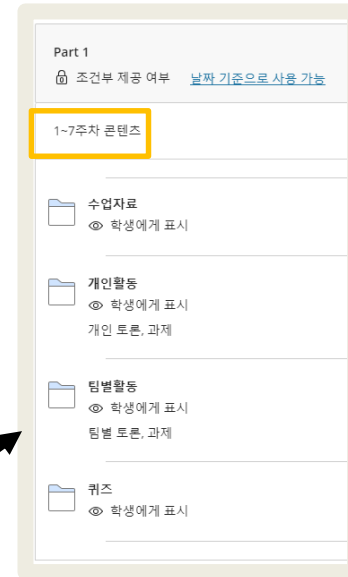 Part 1
조건부 제공 여부 날짜 기준으로 사용 가능
1~7주차 콘텐츠
수업자료
학생에게 표시
개인활동
학생에게 표시
개인 토론, 과제
팀별활동
학생에게 표시
팀별 토론, 과제
퀴즈
학생에게 표시